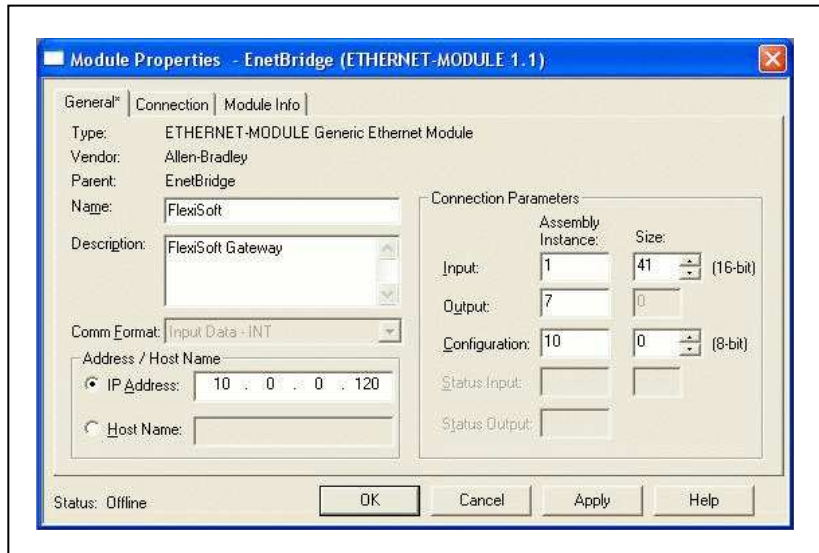 Module Properties - EnetBridge (ETHERNET-MODULE 1.1)
General* Connection Module Info
Type: ETHERNET-MODULE Generic Ethernet Module
Vendor: Allen-Bradley
Parent: EnetBridge
Name: FlexiSoft
Description: FlexiSoft Gateway
Comm Format: Input Data - INT
Address / Host Name
IP Address: 10 . 0 . 0 . 120
Host Name:
Connection Parameters
Assembly Instance: Size:
Input: 1 41 (16-bit)
Output: 7 0
Configuration: 10 0 (8-bit)
Status Input:
Status Output:
Status: Offline
OK Cancel Apply Help